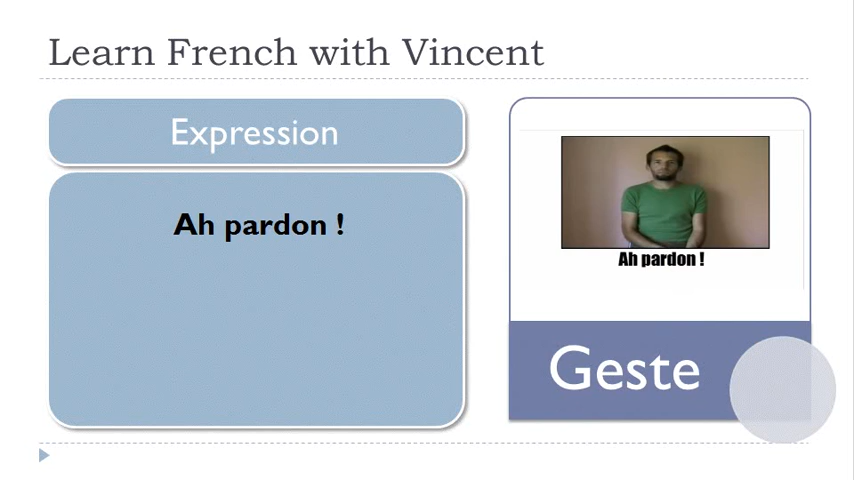 Learn French with Vincent
Expression
Ah pardon !
Ah pardon !
Geste